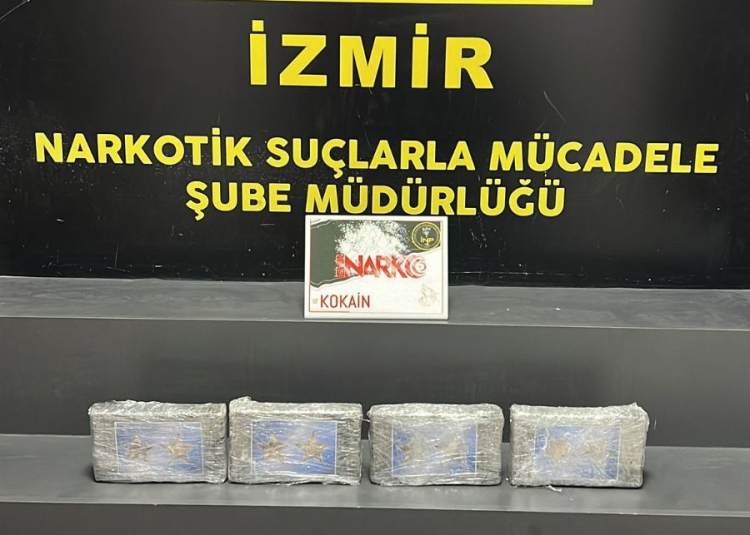 İZMİR
NARKOTİK SUÇLARLA MÜCADELE
ŞUBE MÜDÜRLÜĞÜ
NARKO
KOKAİN